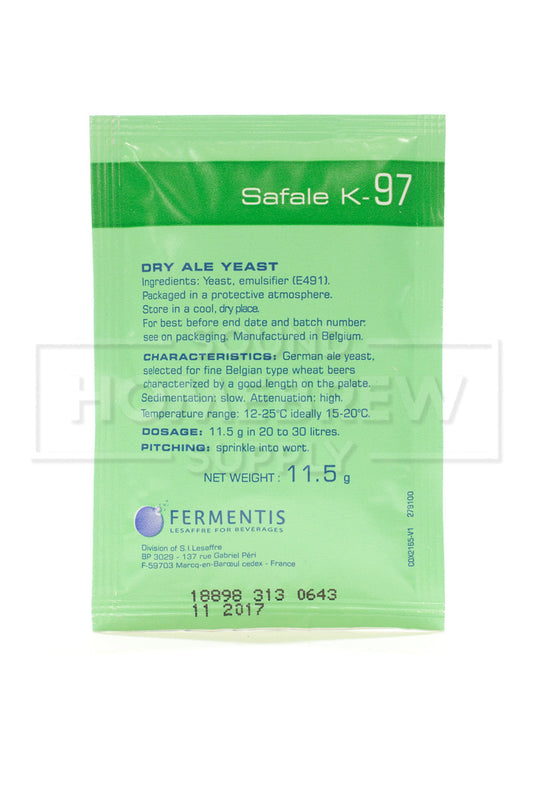 Safale K-97
DRY ALE YEAST
Ingredients: Yeast, emulsifier (E491).
Packaged in a protective atmosphere.
Store in a cool, dry place.
For best before end date and batch number
see on packaging. Manufactured in Belgium.
CHARACTERISTICS: German ale yeast,
selected for fine Belgian type wheat beers
characterized by a good length on the palate.
Sedimentation: slow. Attenuation: high.
Temperature range: 12-25°C ideally 15-20°C.
DOSAGE: 11.5 g in 20 to 30 litres.
PITCHING: sprinkle into wort.
NET WEIGHT : 11.5 g
FERMENTIS
LESAFFRE FOR BEVERAGES
Division of S.I.Lesaffre
BP 3029 - 137 rue Gabriel Péri
F-59703 Marcq-en-Barœul cedex - France
18898 313 0643
11 2017
SOUND
HOMEBREW
SUPPLY